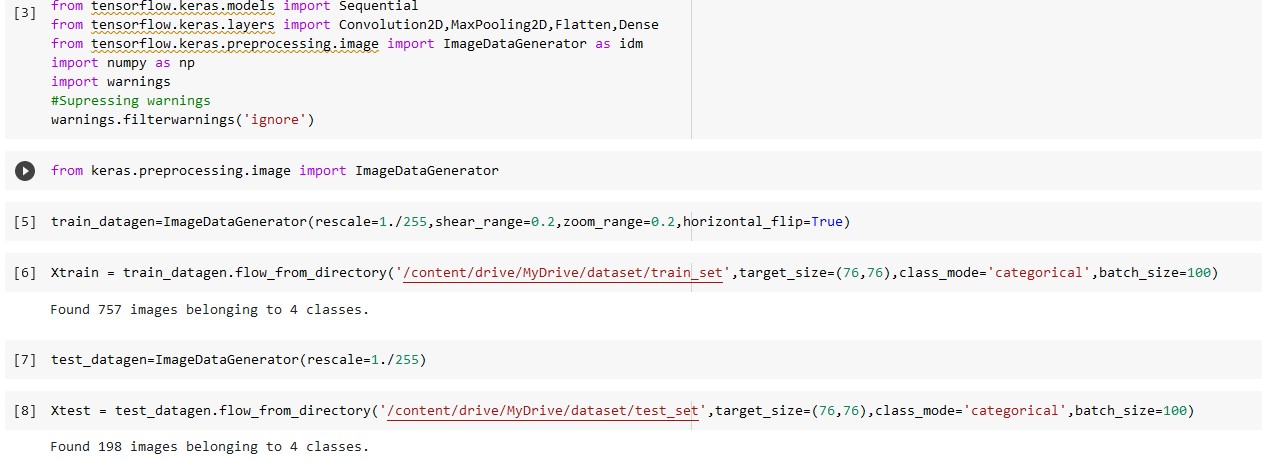 from tensorflow.keras.models import Sequential
[3] from tensorflow.keras.layers import Convolution2D,MaxPooling2D,Flatten,Dense
from tensorflow.keras.preprocessing.image import ImageDataGenerator as idm
import numpy as np
import warnings
#Supressing warnings
warnings.filterwarnings('ignore')
from keras.preprocessing.image import ImageDataGenerator
[5] train_datagen=ImageDataGenerator(rescale=1./255,shear_range=0.2,zoom_range=0.2,horizontal_flip=True)
[6] Xtrain = train_datagen.flow_from_directory('/content/drive/MyDrive/dataset/train_set',target_size=(76,76),class_mode='categorical',batch_size=100)
Found 757 images belonging to 4 classes.
[7] test_datagen=ImageDataGenerator(rescale=1./255)
[8] Xtest = test_datagen.flow_from_directory('/content/drive/MyDrive/dataset/test_set',target_size=(76,76),class_mode='categorical',batch_size=100)
Found 198 images belonging to 4 classes.